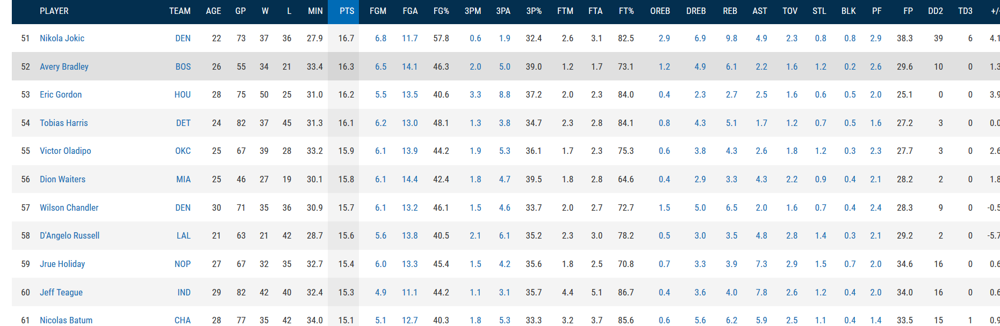 PLAYER TEAM AGE GP W L MIN PTS FGM FGA FG% 3PM 3PA 3P% FTM FTA FT% OREB DREB REB AST TOV STL BLK PF FP DD2 TD3 +/-
51 Nikola Jokic DEN 22 73 37 36 27.9 16.7 6.8 11.7 57.8 0.6 1.9 32.4 2.6 3.1 82.5 2.9 6.9 9.8 4.9 2.3 0.8 0.8 2.9 38.3 39 6 4.1
52 Avery Bradley BOS 26 55 34 21 33.4 16.3 6.5 14.1 46.3 2.0 5.0 39.0 1.2 1.7 73.1 1.2 4.9 6.1 2.2 1.6 1.2 0.2 2.6 29.6 10 0 1.3
53 Eric Gordon HOU 28 75 50 25 31.0 16.2 5.5 13.5 40.6 3.3 8.8 37.2 2.0 2.3 84.0 0.4 2.3 2.7 2.5 1.6 0.6 0.5 2.0 25.1 0 0 3.9
54 Tobias Harris DET 24 82 37 45 31.3 16.1 6.2 13.0 48.1 1.3 3.8 34.7 2.3 2.8 84.1 0.8 4.3 5.1 1.7 1.2 0.7 0.5 1.6 27.2 3 0 0.0
55 Victor Oladipo OKC 25 67 39 28 33.2 15.9 6.1 13.9 44.2 1.9 5.3 36.1 1.7 2.3 75.3 0.6 3.8 4.3 2.6 1.8 1.2 0.3 2.3 27.7 3 0 2.6
56 Dion Waiters MIA 25 46 27 19 30.1 15.8 6.1 14.4 42.4 1.8 4.7 39.5 1.8 2.8 64.6 0.4 2.9 3.3 4.3 2.2 0.9 0.4 2.1 28.2 2 0 1.8
57 Wilson Chandler DEN 30 71 35 36 30.9 15.7 6.1 13.2 46.1 1.5 4.6 33.7 2.0 2.7 72.7 1.5 5.0 6.5 2.0 1.6 0.7 0.4 2.4 28.3 9 0 -0.5
58 D'Angelo Russell LAL 21 63 21 42 28.7 15.6 5.6 13.8 40.5 2.1 6.1 35.2 2.3 3.0 78.2 0.5 3.0 3.5 4.8 2.8 1.4 0.3 2.1 29.2 2 0 -5.7
59 Jrue Holiday NOP 27 67 32 35 32.7 15.4 6.0 13.3 45.4 1.5 4.2 35.6 1.8 2.5 70.8 0.7 3.3 3.9 7.3 2.9 1.5 0.7 2.0 34.6 16 0 0.6
60 Jeff Teague IND 29 82 42 40 32.4 15.3 4.9 11.1 44.2 1.1 3.1 35.7 4.4 5.1 86.7 0.4 3.6 4.0 7.8 2.6 1.2 0.4 2.0 34.0 16 0 0.6
61 Nicolas Batum CHA 28 77 35 42 34.0 15.1 5.1 12.7 40.3 1.8 5.3 33.3 3.2 3.7 85.6 0.6 5.6 6.2 5.9 2.5 1.1 0.4 1.4 33.5 15 1 0.9